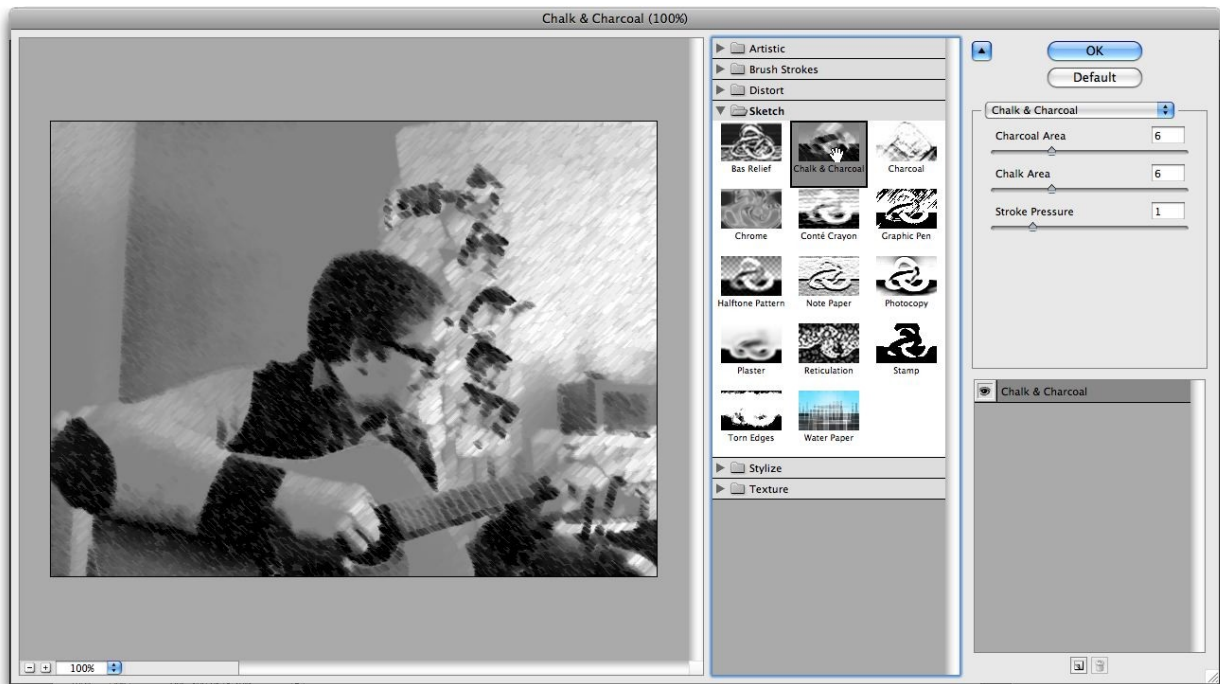 Chalk & Charcoal (100%)
Artistic
Brush Strokes
Distort
Sketch
Bas Relief
Chalk & Charcoal
Charcoal
Chrome
Conté Crayon
Graphic Pen
Halftone Pattern
Note Paper
Photocopy
Plaster
Reticulation
Stamp
Torn Edges
Water Paper
Stylize
Texture
OK
Default
Chalk & Charcoal
Charcoal Area 6
Chalk Area 6
Stroke Pressure 1
Chalk & Charcoal
100%